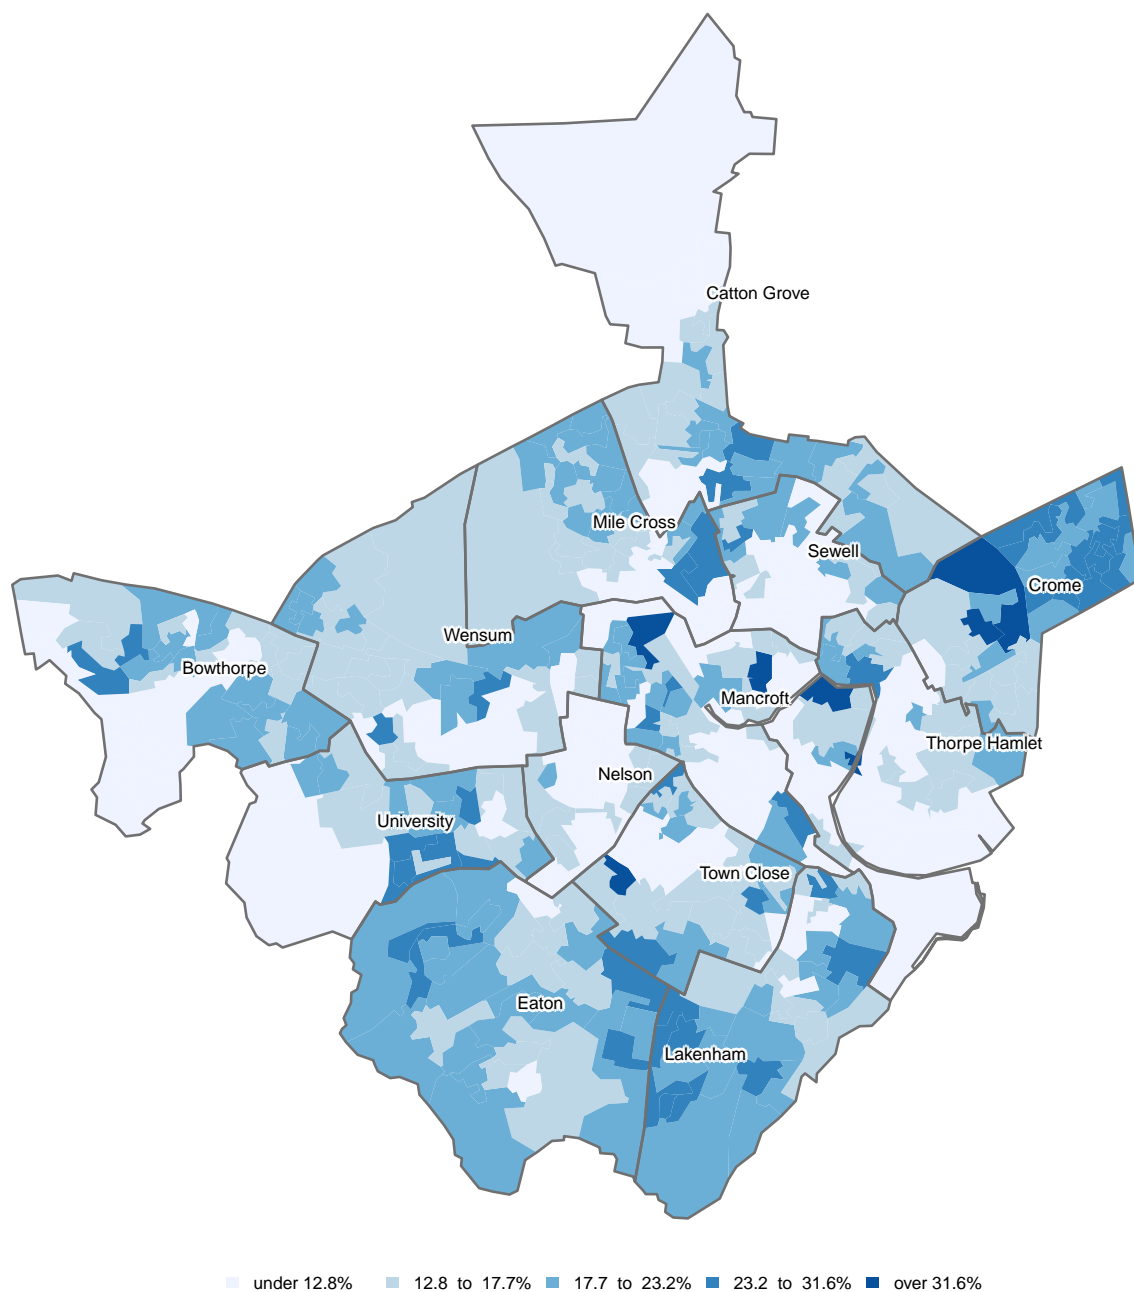 Catton Grove
Mile Cross
Sewell
Crome
Wensum
Bowthorpe
Mancroft
Thorpe Hamlet
Nelson
University
Town Close
Eaton
Lakenham
under 12.8% 12.8 to 17.7% 17.7 to 23.2% 23.2 to 31.6% over 31.6%